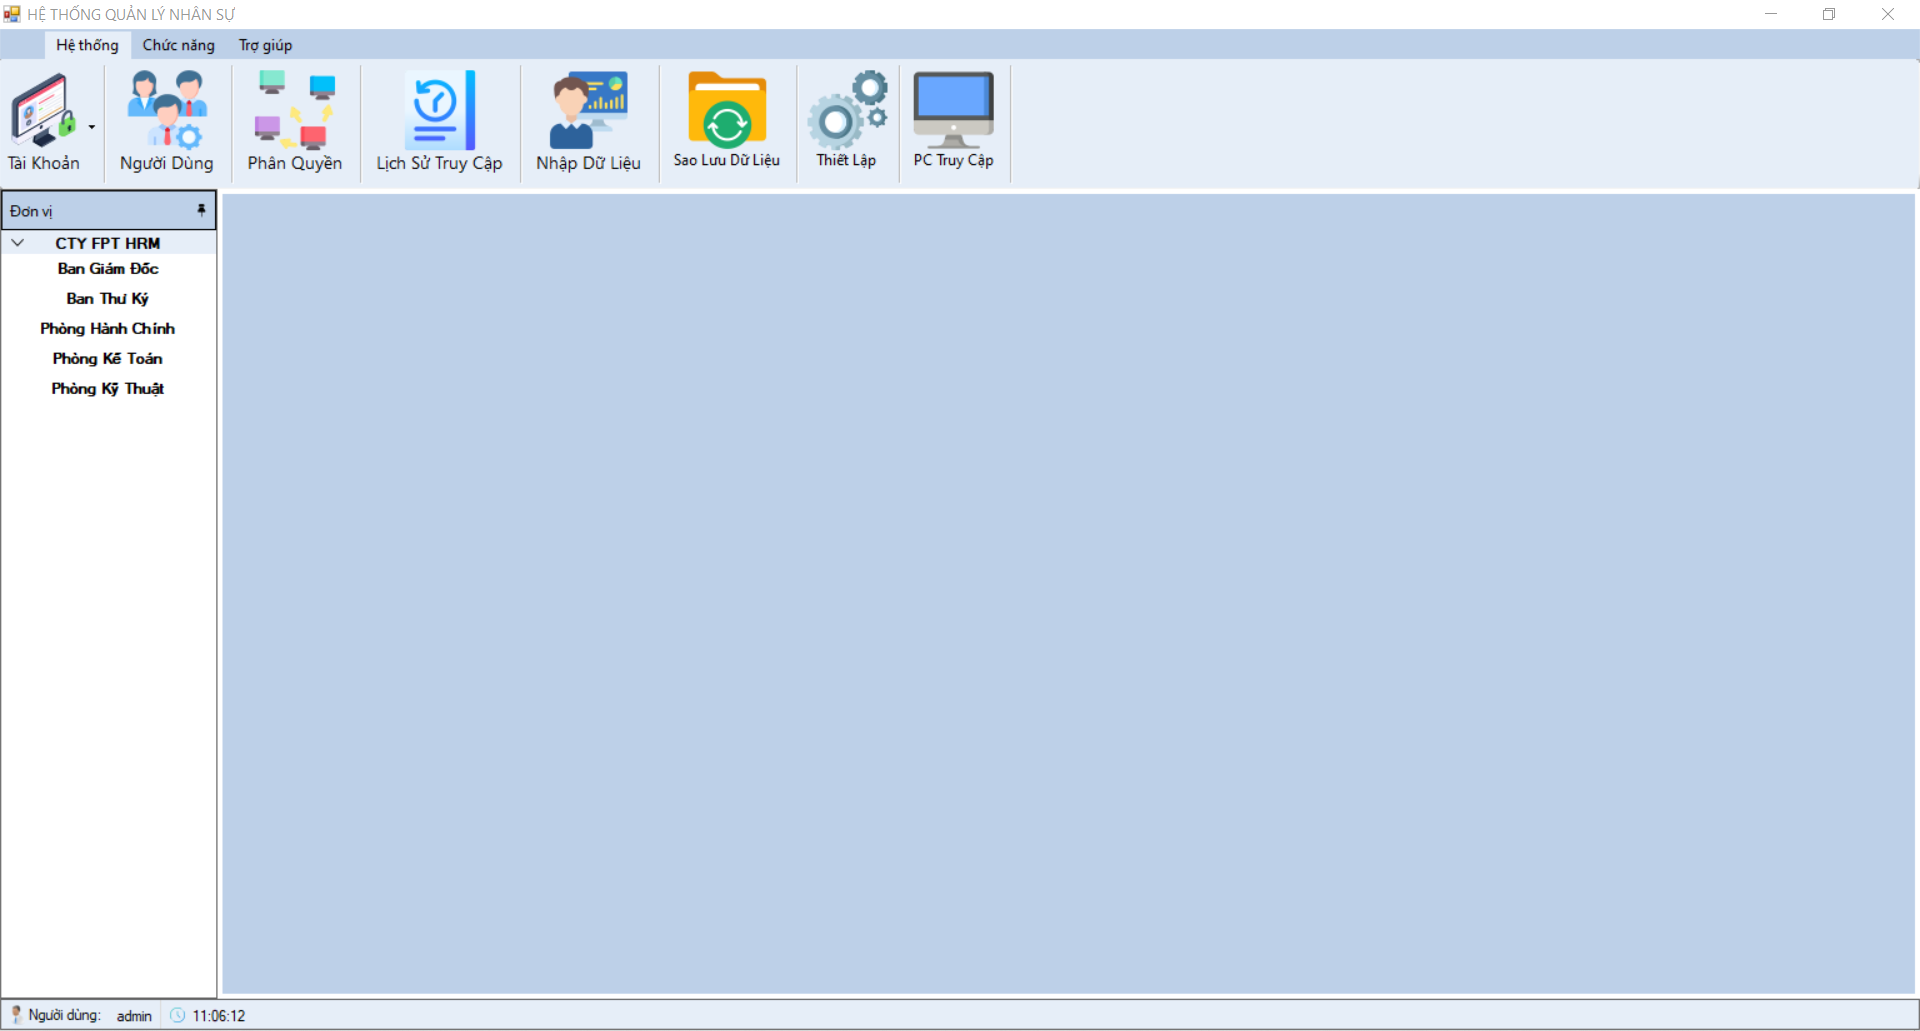 HỆ THỐNG QUẢN LÝ NHÂN SỰ
Hệ thống Chức năng Trợ giúp
Tài Khoản Người Dùng Phân Quyền Lịch Sử Truy Cập Nhập Dữ Liệu Sao Lưu Dữ Liệu Thiết Lập PC Truy Cập
Đơn vị
CTY FPT HRM
Ban Giám Đốc
Ban Thư Ký
Phòng Hành Chính
Phòng Kế Toán
Phòng Kỹ Thuật
Người dùng: admin 11:06:12